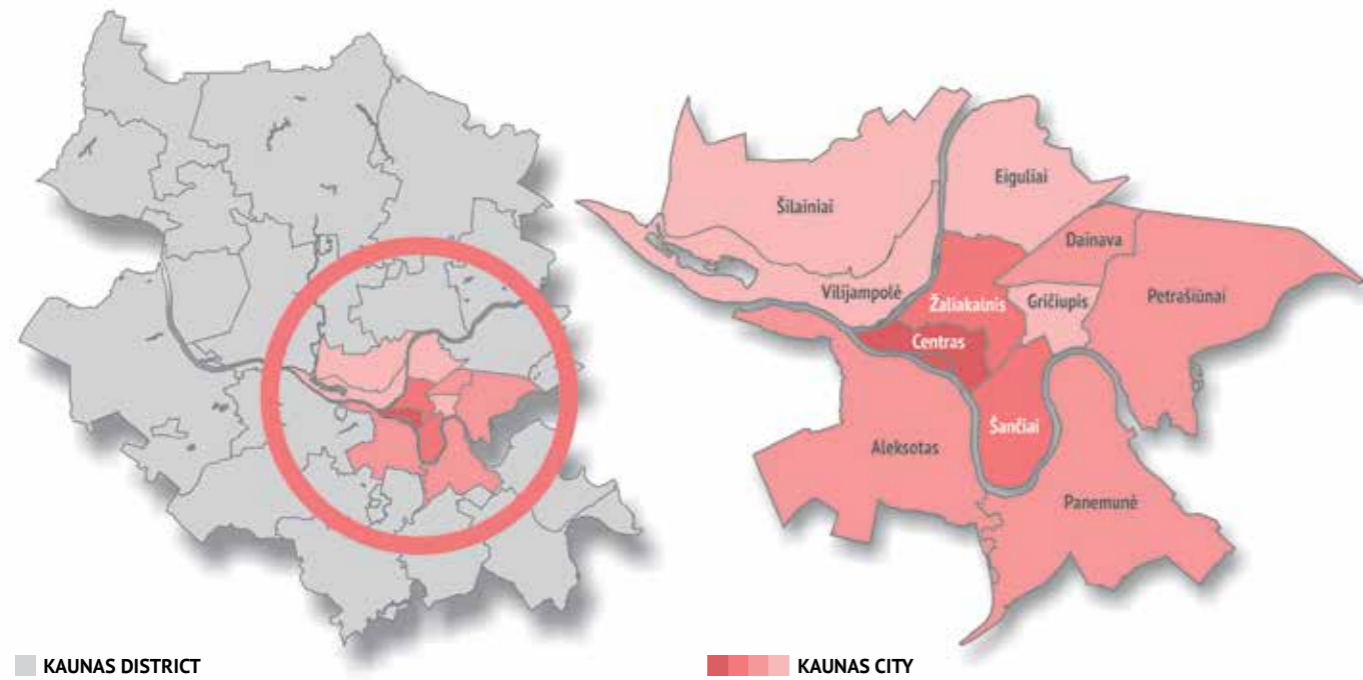 Šilainiai
Eiguliai
Dainava
Vilijampolė
Žaliakalnis
Gričiupis
Petrašiūnai
Centras
Šančiai
Aleksotas
Panemunė
KAUNAS DISTRICT
KAUNAS CITY